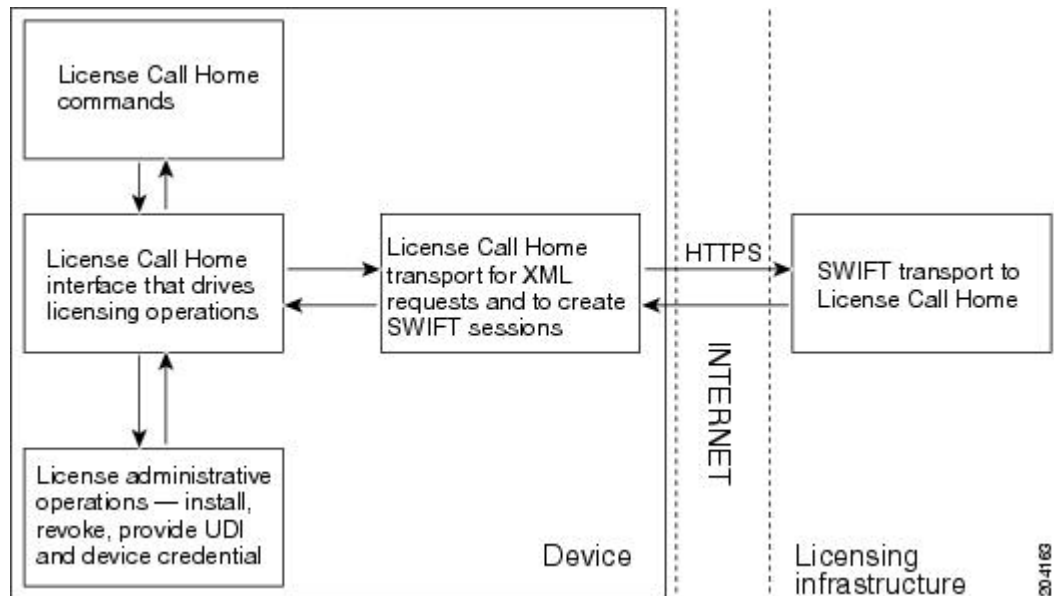 License Call Home
commands
License Call Home
interface that drives
licensing operations
License Call Home
transport for XML
requests and to create
SWIFT sessions
HTTPS
SWIFT transport to
License Call Home
INTERNET
License administrative
operations — install,
revoke, provide UDI
and device credential
Device
Licensing
infrastructure
204163